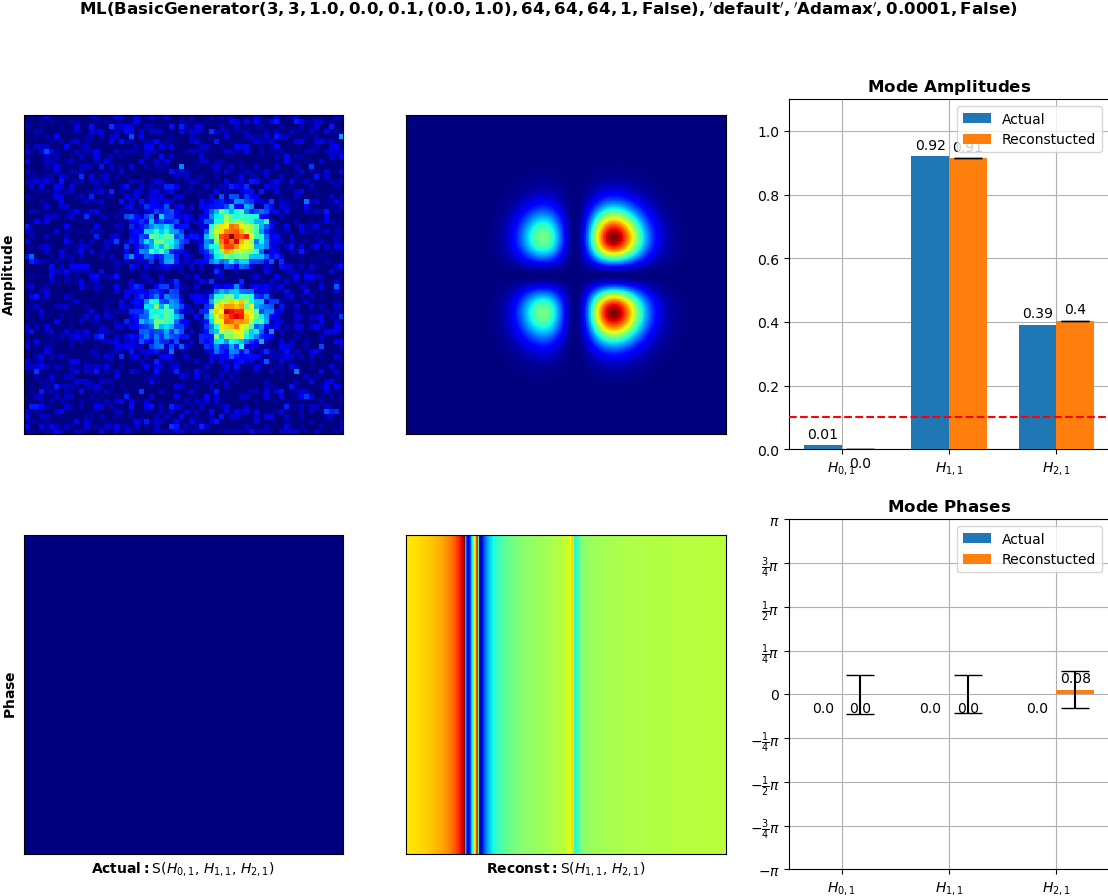 ML(BasicGenerator(3, 3, 1.0, 0.0, 0.1, (0.0, 1.0), 64, 64, 64, 1, False), ′default′, ′Adamax′, 0.0001, False)
Mode Amplitudes
Actual
Reconstucted
1.0
0.8
0.6
0.4
0.2
0.0
0.01
0.0
0.92
0.91
0.39
0.4
H0,1
H1,1
H2,1
Amplitude
Mode Phases
Actual
Reconstucted
π
3/4π
1/2π
1/4π
0
−1/4π
−1/2π
−3/4π
−π
0.0
0.0
0.0
0.0
0.0
0.08
H0,1
H1,1
H2,1
Phase
Actual: S(H0,1, H1,1, H2,1)
Reconst: S(H1,1, H2,1)